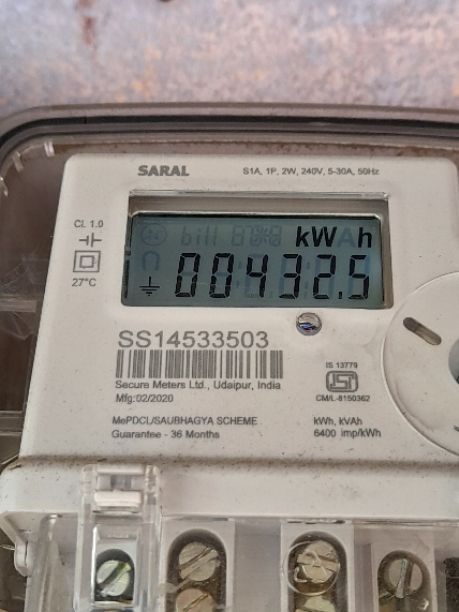 SARAL
S1A, 1P, 2W, 240V, 5-30A, 50Hz
Cl. 1.0
27°C
kWh
00432.5
SS14533503
Secure Meters Ltd., Udaipur, India
Mfg:02/2020
IS 13779
ISI
CM/L-8150362
MePDCL/SAUBHAGYA SCHEME
Guarantee - 36 Months
kWh, kVAh
6400 imp/kWh